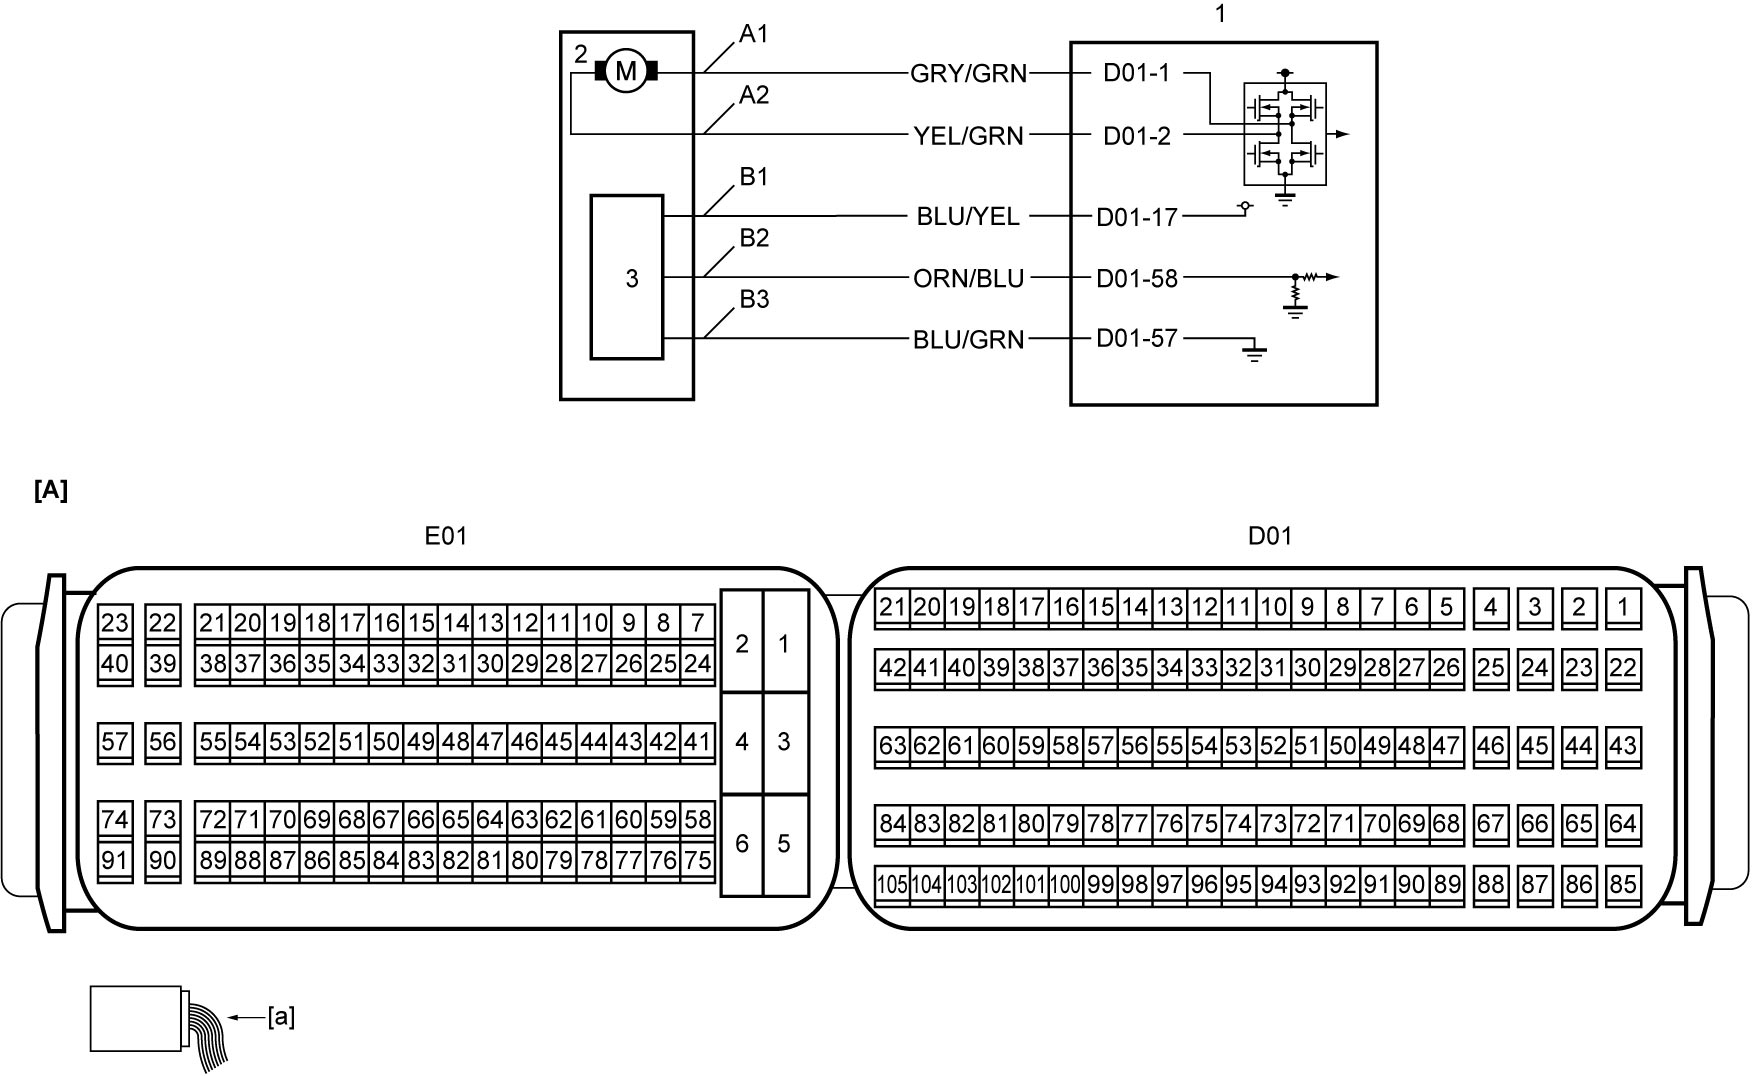 1
A1
2 M GRY/GRN D01-1
A2
YEL/GRN D01-2
B1
BLU/YEL D01-17
B2
3 ORN/BLU D01-58
B3
BLU/GRN D01-57
[A]
E01 D01
23 22 21 20 19 18 17 16 15 14 13 12 11 10 9 8 7
40 39 38 37 36 35 34 33 32 31 30 29 28 27 26 25 24
2 1
57 56 55 54 53 52 51 50 49 48 47 46 45 44 43 42 41
4 3
74 73 72 71 70 69 68 67 66 65 64 63 62 61 60 59 58
91 90 89 88 87 86 85 84 83 82 81 80 79 78 77 76 75
6 5
21 20 19 18 17 16 15 14 13 12 11 10 9 8 7 6 5 4 3 2 1
42 41 40 39 38 37 36 35 34 33 32 31 30 29 28 27 26 25 24 23 22
63 62 61 60 59 58 57 56 55 54 53 52 51 50 49 48 47 46 45 44 43
84 83 82 81 80 79 78 77 76 75 74 73 72 71 70 69 68 67 66 65 64
105 104 103 102 101 100 99 98 97 96 95 94 93 92 91 90 89 88 87 86 85
[a]